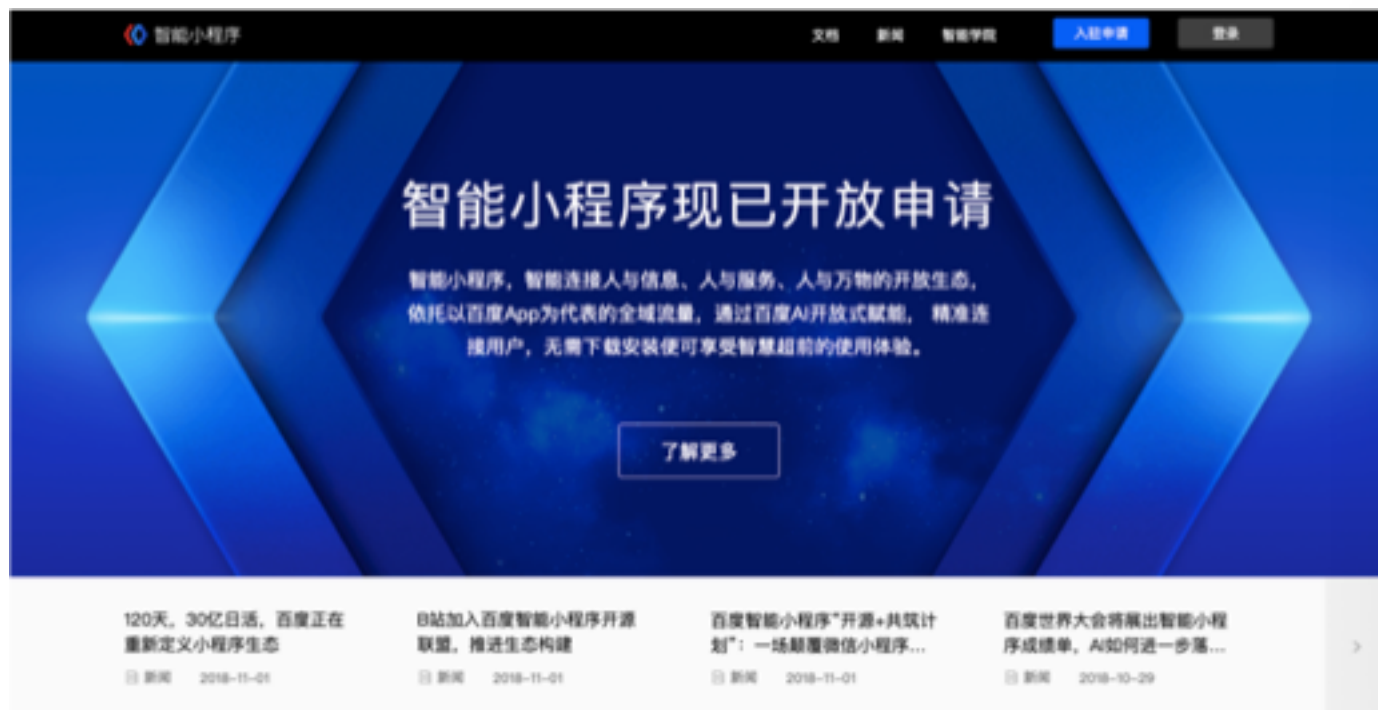 智能小程序
文档 新闻 智能学院 入驻申请 登录
智能小程序现已开放申请
智能小程序，智能连接人与信息、人与服务、人与万物的开放生态，
依托以百度App为代表的全域流量，通过百度AI开放式赋能， 精准连
接用户，无需下载安装便可享受智慧超前的使用体验。
了解更多
120天，30亿日活，百度正在
重新定义小程序生态
新闻 2018-11-01
B站加入百度智能小程序开源
联盟，推进生态构建
新闻 2018-11-01
百度智能小程序"开源+共筑计
划"：一场颠覆微信小程序...
新闻 2018-11-01
百度世界大会将展出智能小程
序成绩单，AI如何进一步落...
新闻 2018-10-29